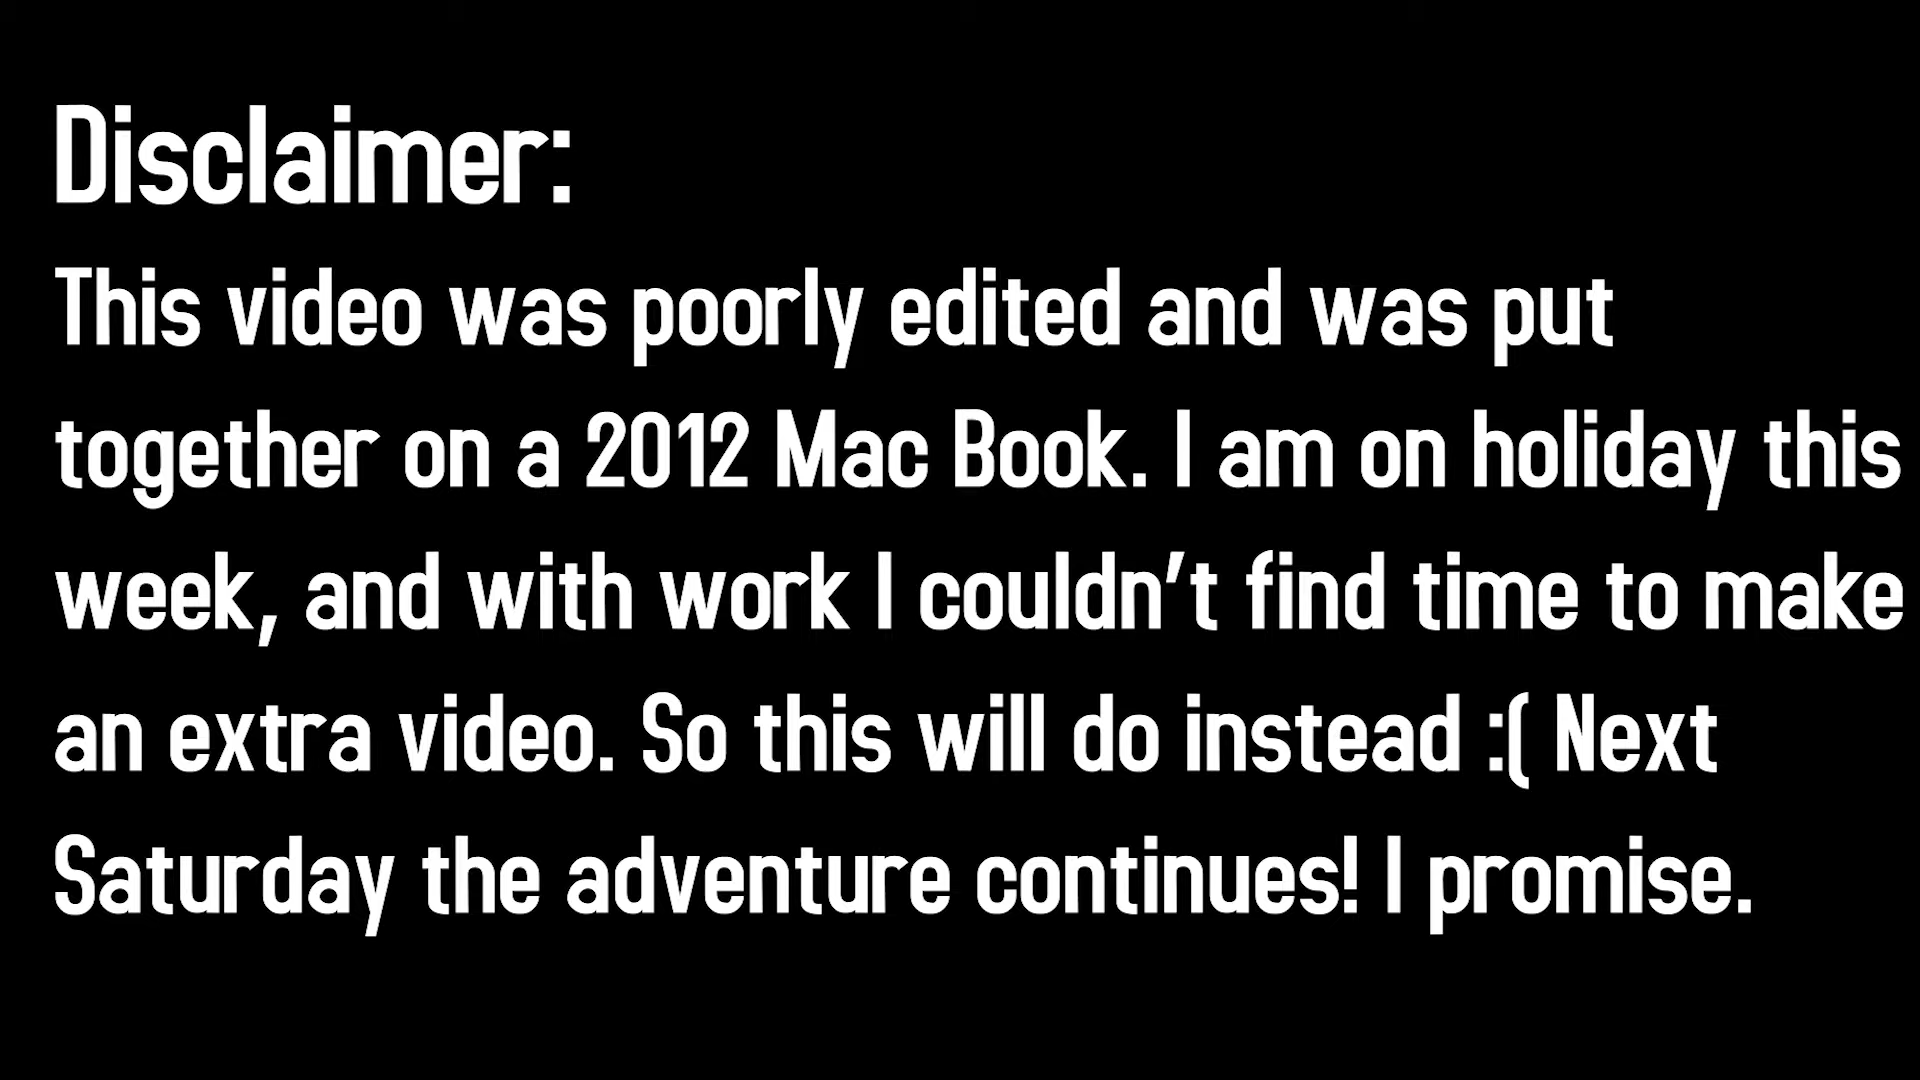 Disclaimer:
This video was poorly edited and was put
together on a 2012 Mac Book. I am on holiday this
week, and with work I couldn't find time to make
an extra video. So this will do instead :( Next
Saturday the adventure continues! I promise.